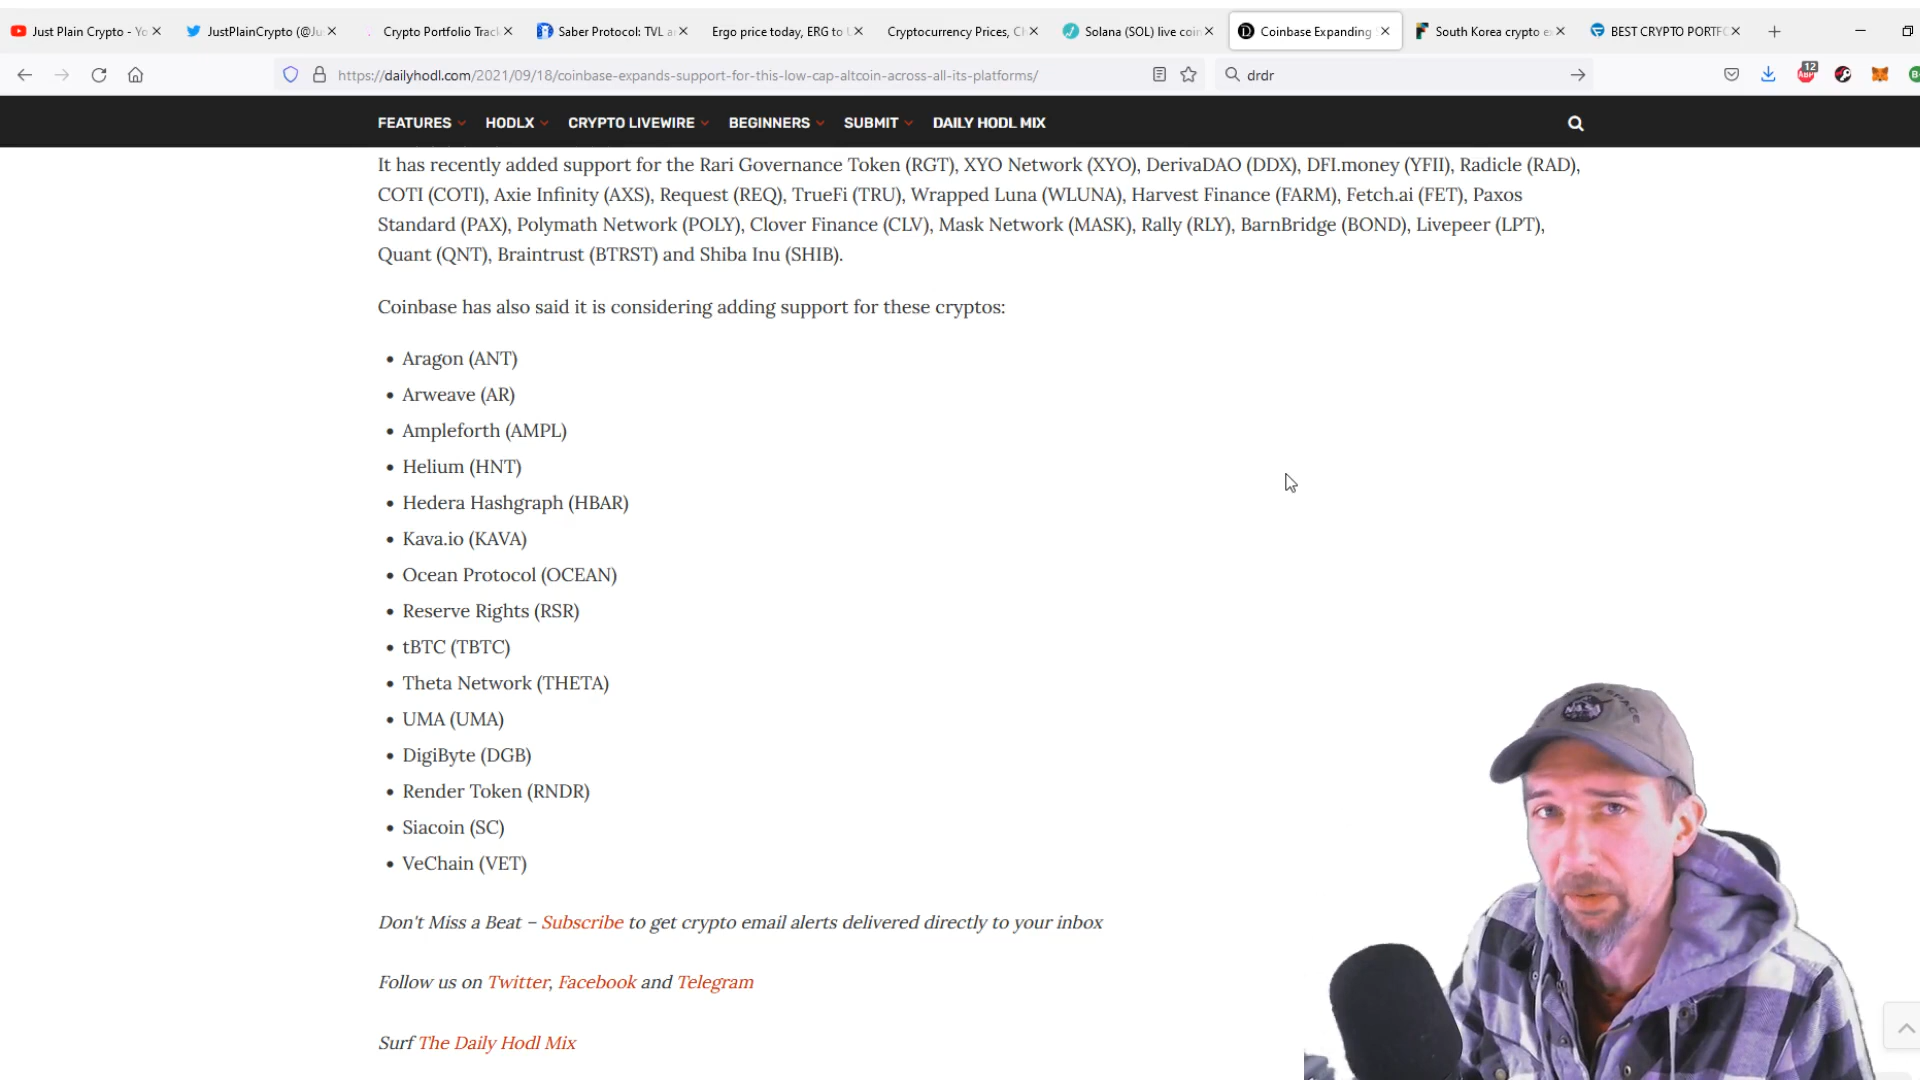 Just Plain Crypto - Yo
JustPlainCrypto (@Ju
Crypto Portfolio Trac
Saber Protocol: TVL a
Ergo price today, ERG to U
Cryptocurrency Prices, Ch
Solana (SOL) live coin
Coinbase Expanding S
South Korea crypto e
BEST CRYPTO PORTFO
https://dailyhodl.com/2021/09/18/coinbase-expands-support-for-this-low-cap-altcoin-across-all-its-platforms/
drdr
12
FEATURES HODLX CRYPTO LIVEWIRE BEGINNERS SUBMIT DAILY HODL MIX
It has recently added support for the Rari Governance Token (RGT), XYO Network (XYO), DerivaDAO (DDX), DFI.money (YFII), Radicle (RAD),
COTI (COTI), Axie Infinity (AXS), Request (REQ), TrueFi (TRU), Wrapped Luna (WLUNA), Harvest Finance (FARM), Fetch.ai (FET), Paxos
Standard (PAX), Polymath Network (POLY), Clover Finance (CLV), Mask Network (MASK), Rally (RLY), BarnBridge (BOND), Livepeer (LPT),
Quant (QNT), Braintrust (BTRST) and Shiba Inu (SHIB).
Coinbase has also said it is considering adding support for these cryptos:
• Aragon (ANT)
• Arweave (AR)
• Ampleforth (AMPL)
• Helium (HNT)
• Hedera Hashgraph (HBAR)
• Kava.io (KAVA)
• Ocean Protocol (OCEAN)
• Reserve Rights (RSR)
• tBTC (TBTC)
• Theta Network (THETA)
• UMA (UMA)
• DigiByte (DGB)
• Render Token (RNDR)
• Siacoin (SC)
• VeChain (VET)
Don't Miss a Beat – Subscribe to get crypto email alerts delivered directly to your inbox
Follow us on Twitter, Facebook and Telegram
Surf The Daily Hodl Mix